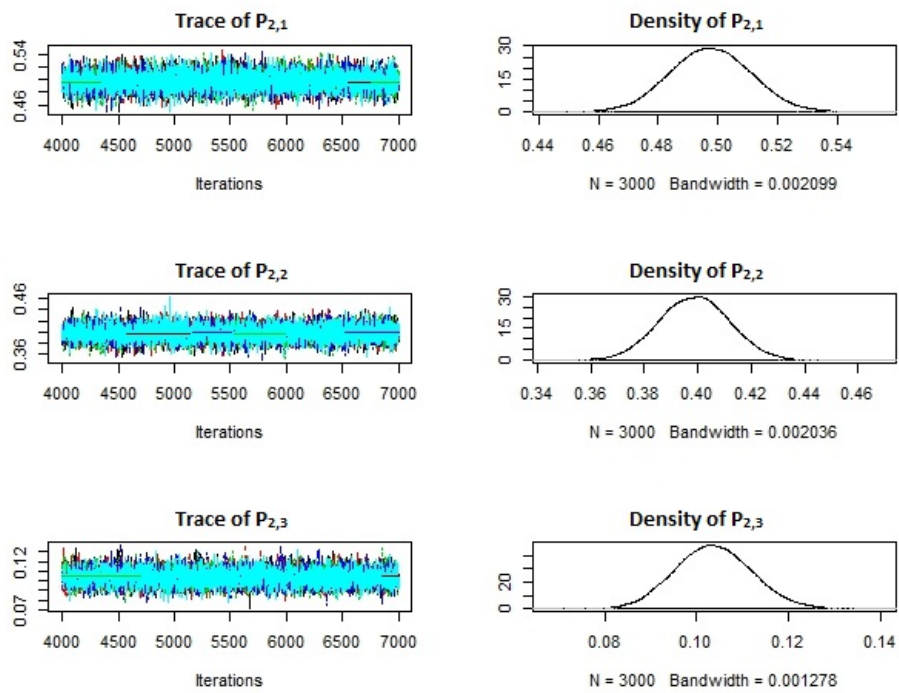 Trace of P2,1
Density of P2,1
0.54
0.46
4000 4500 5000 5500 6000 6500 7000
Iterations
30
15
0
0.44 0.46 0.48 0.50 0.52 0.54
N = 3000 Bandwidth = 0.002099
Trace of P2,2
Density of P2,2
0.46
0.36
4000 4500 5000 5500 6000 6500 7000
Iterations
30
15
0
0.34 0.36 0.38 0.40 0.42 0.44 0.46
N = 3000 Bandwidth = 0.002036
Trace of P2,3
Density of P2,3
0.12
0.07
4000 4500 5000 5500 6000 6500 7000
Iterations
20
0
0.08 0.10 0.12 0.14
N = 3000 Bandwidth = 0.001278